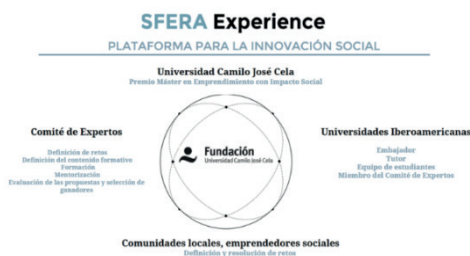 SFERA Experience
PLATAFORMA PARA LA INNOVACIÓN SOCIAL
Universidad Camilo José Cela
Premio Máster en Emprendimiento con Impacto Social
Comité de Expertos
Definición de retos
Definición del contenido formativo
Formación
Mentorización
Evaluación de las propuestas y selección de
ganadores
Fundación
Universidad Camilo José Cela
Universidades Iberoamericanas
Embajador
Tutor
Equipo de estudiantes
Miembro del Comité de Expertos
Comunidades locales, emprendedores sociales
Definición y resolución de retos